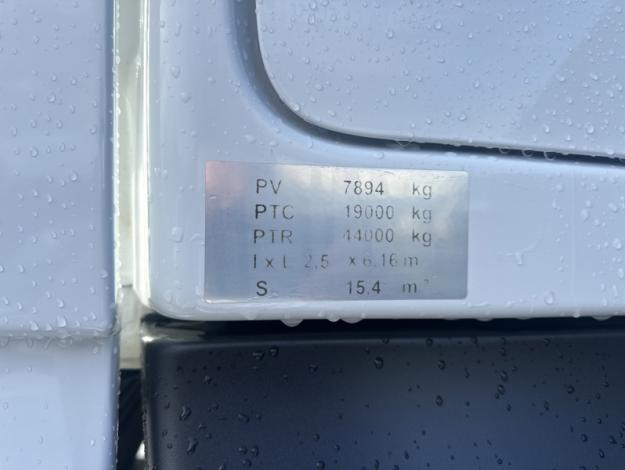 PV 7894 kg
PTC 19000 kg
PTR 44000 kg
l x L 2,5 x 6,16 m
S 15,4 m²